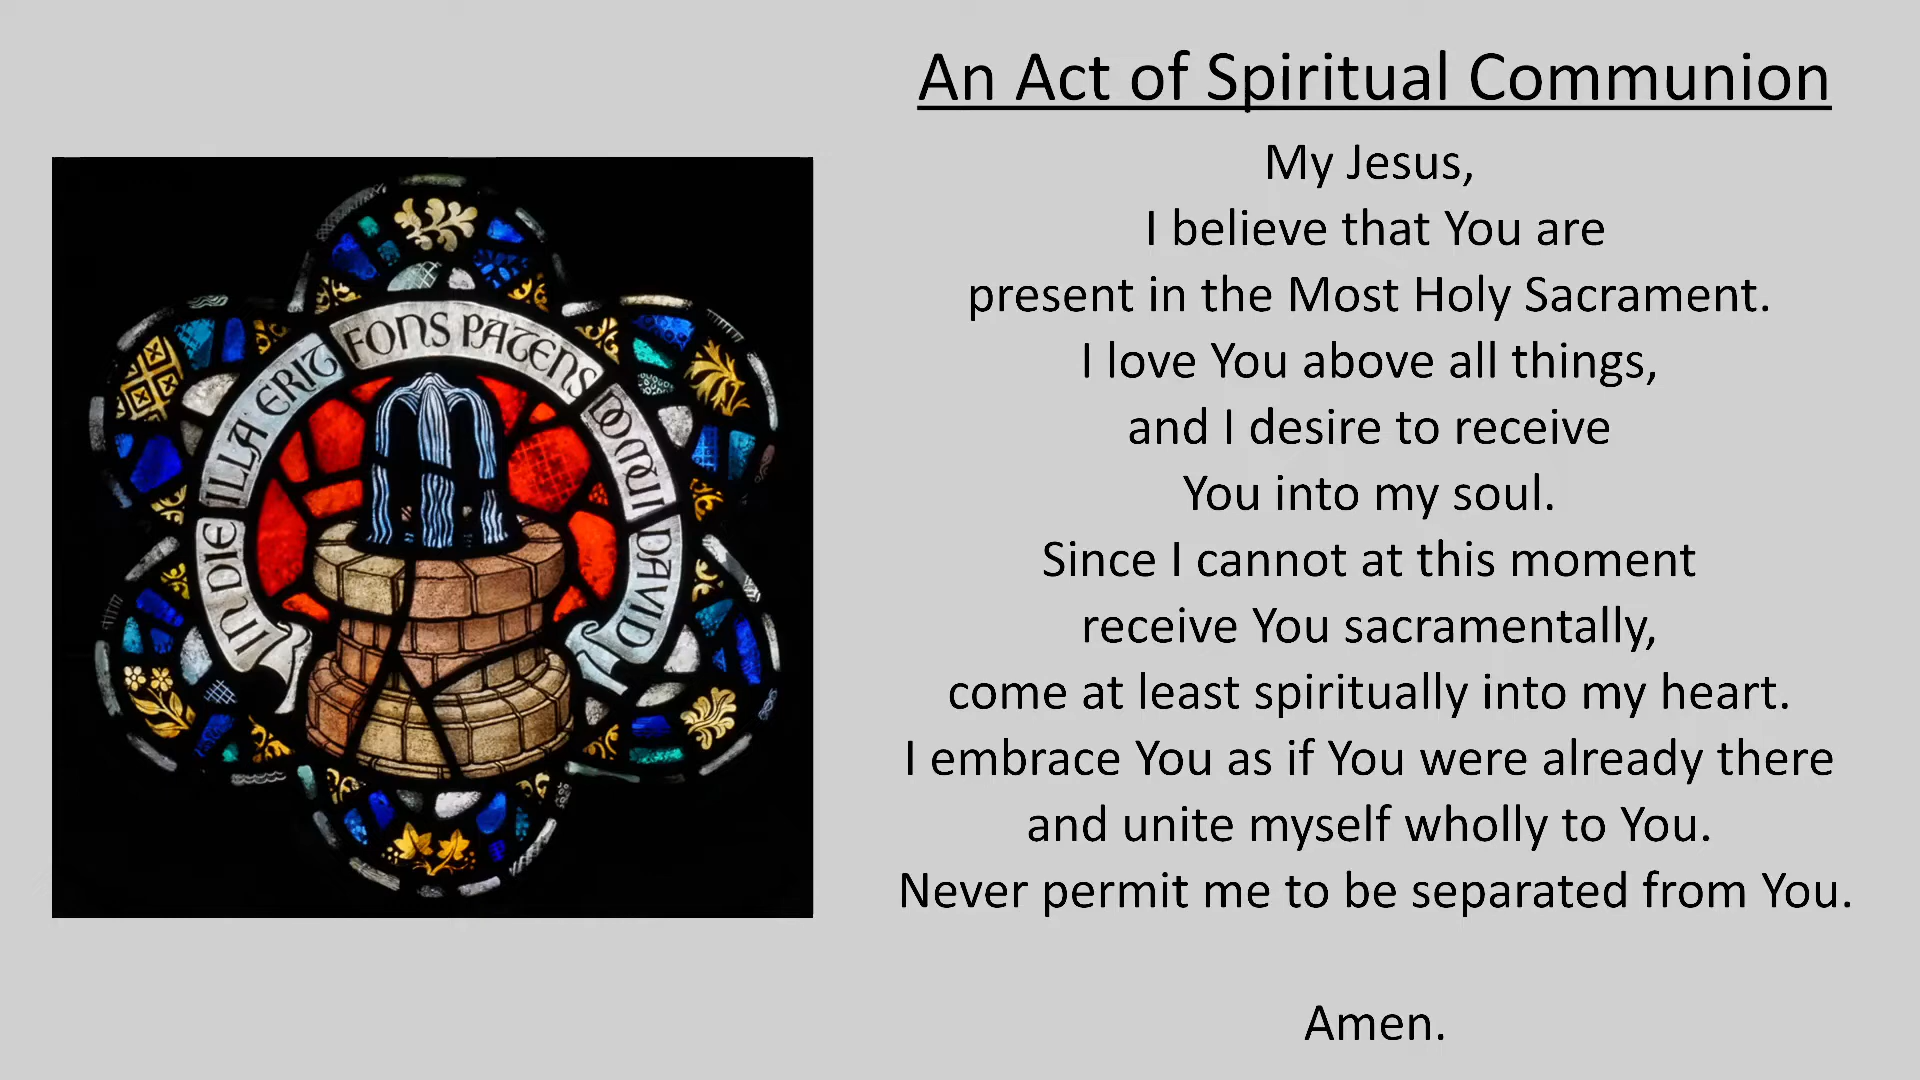 An Act of Spiritual Communion
IN DIE ILLA ERIT FONS PATENS DOMUI DAVID
My Jesus,
I believe that You are
present in the Most Holy Sacrament.
I love You above all things,
and I desire to receive
You into my soul.
Since I cannot at this moment
receive You sacramentally,
come at least spiritually into my heart.
I embrace You as if You were already there
and unite myself wholly to You.
Never permit me to be separated from You.
Amen.